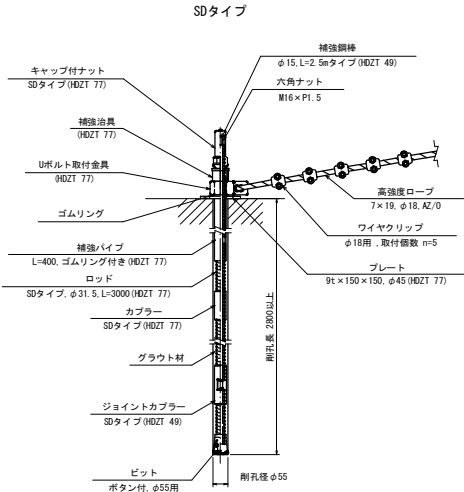 SDタイプ
補強鋼棒
φ15,L=2.5mタイプ(HDZT 49)
六角ナット
M16×P1.5
キャップ付ナット
SDタイプ(HDZT 77)
補強治具
(HDZT 77)
Uボルト取付金具
(HDZT 77)
ゴムリング
高強度ロープ
7×19, φ18, AZ/O
ワイヤクリップ
φ18用 , 取付個数 n=5
プレート
9t×150×150, φ45(HDZT 77)
補強パイプ
L=400, ゴムリング付き(HDZT 77)
ロッド
SDタイプ, φ31.5, L=3000(HDZT 77)
カプラー
SDタイプ(HDZT 77)
グラウト材
削孔長 2800以上
ジョイントカプラー
SDタイプ(HDZT 49)
ビット
ボタン付, φ55用
削孔径φ55